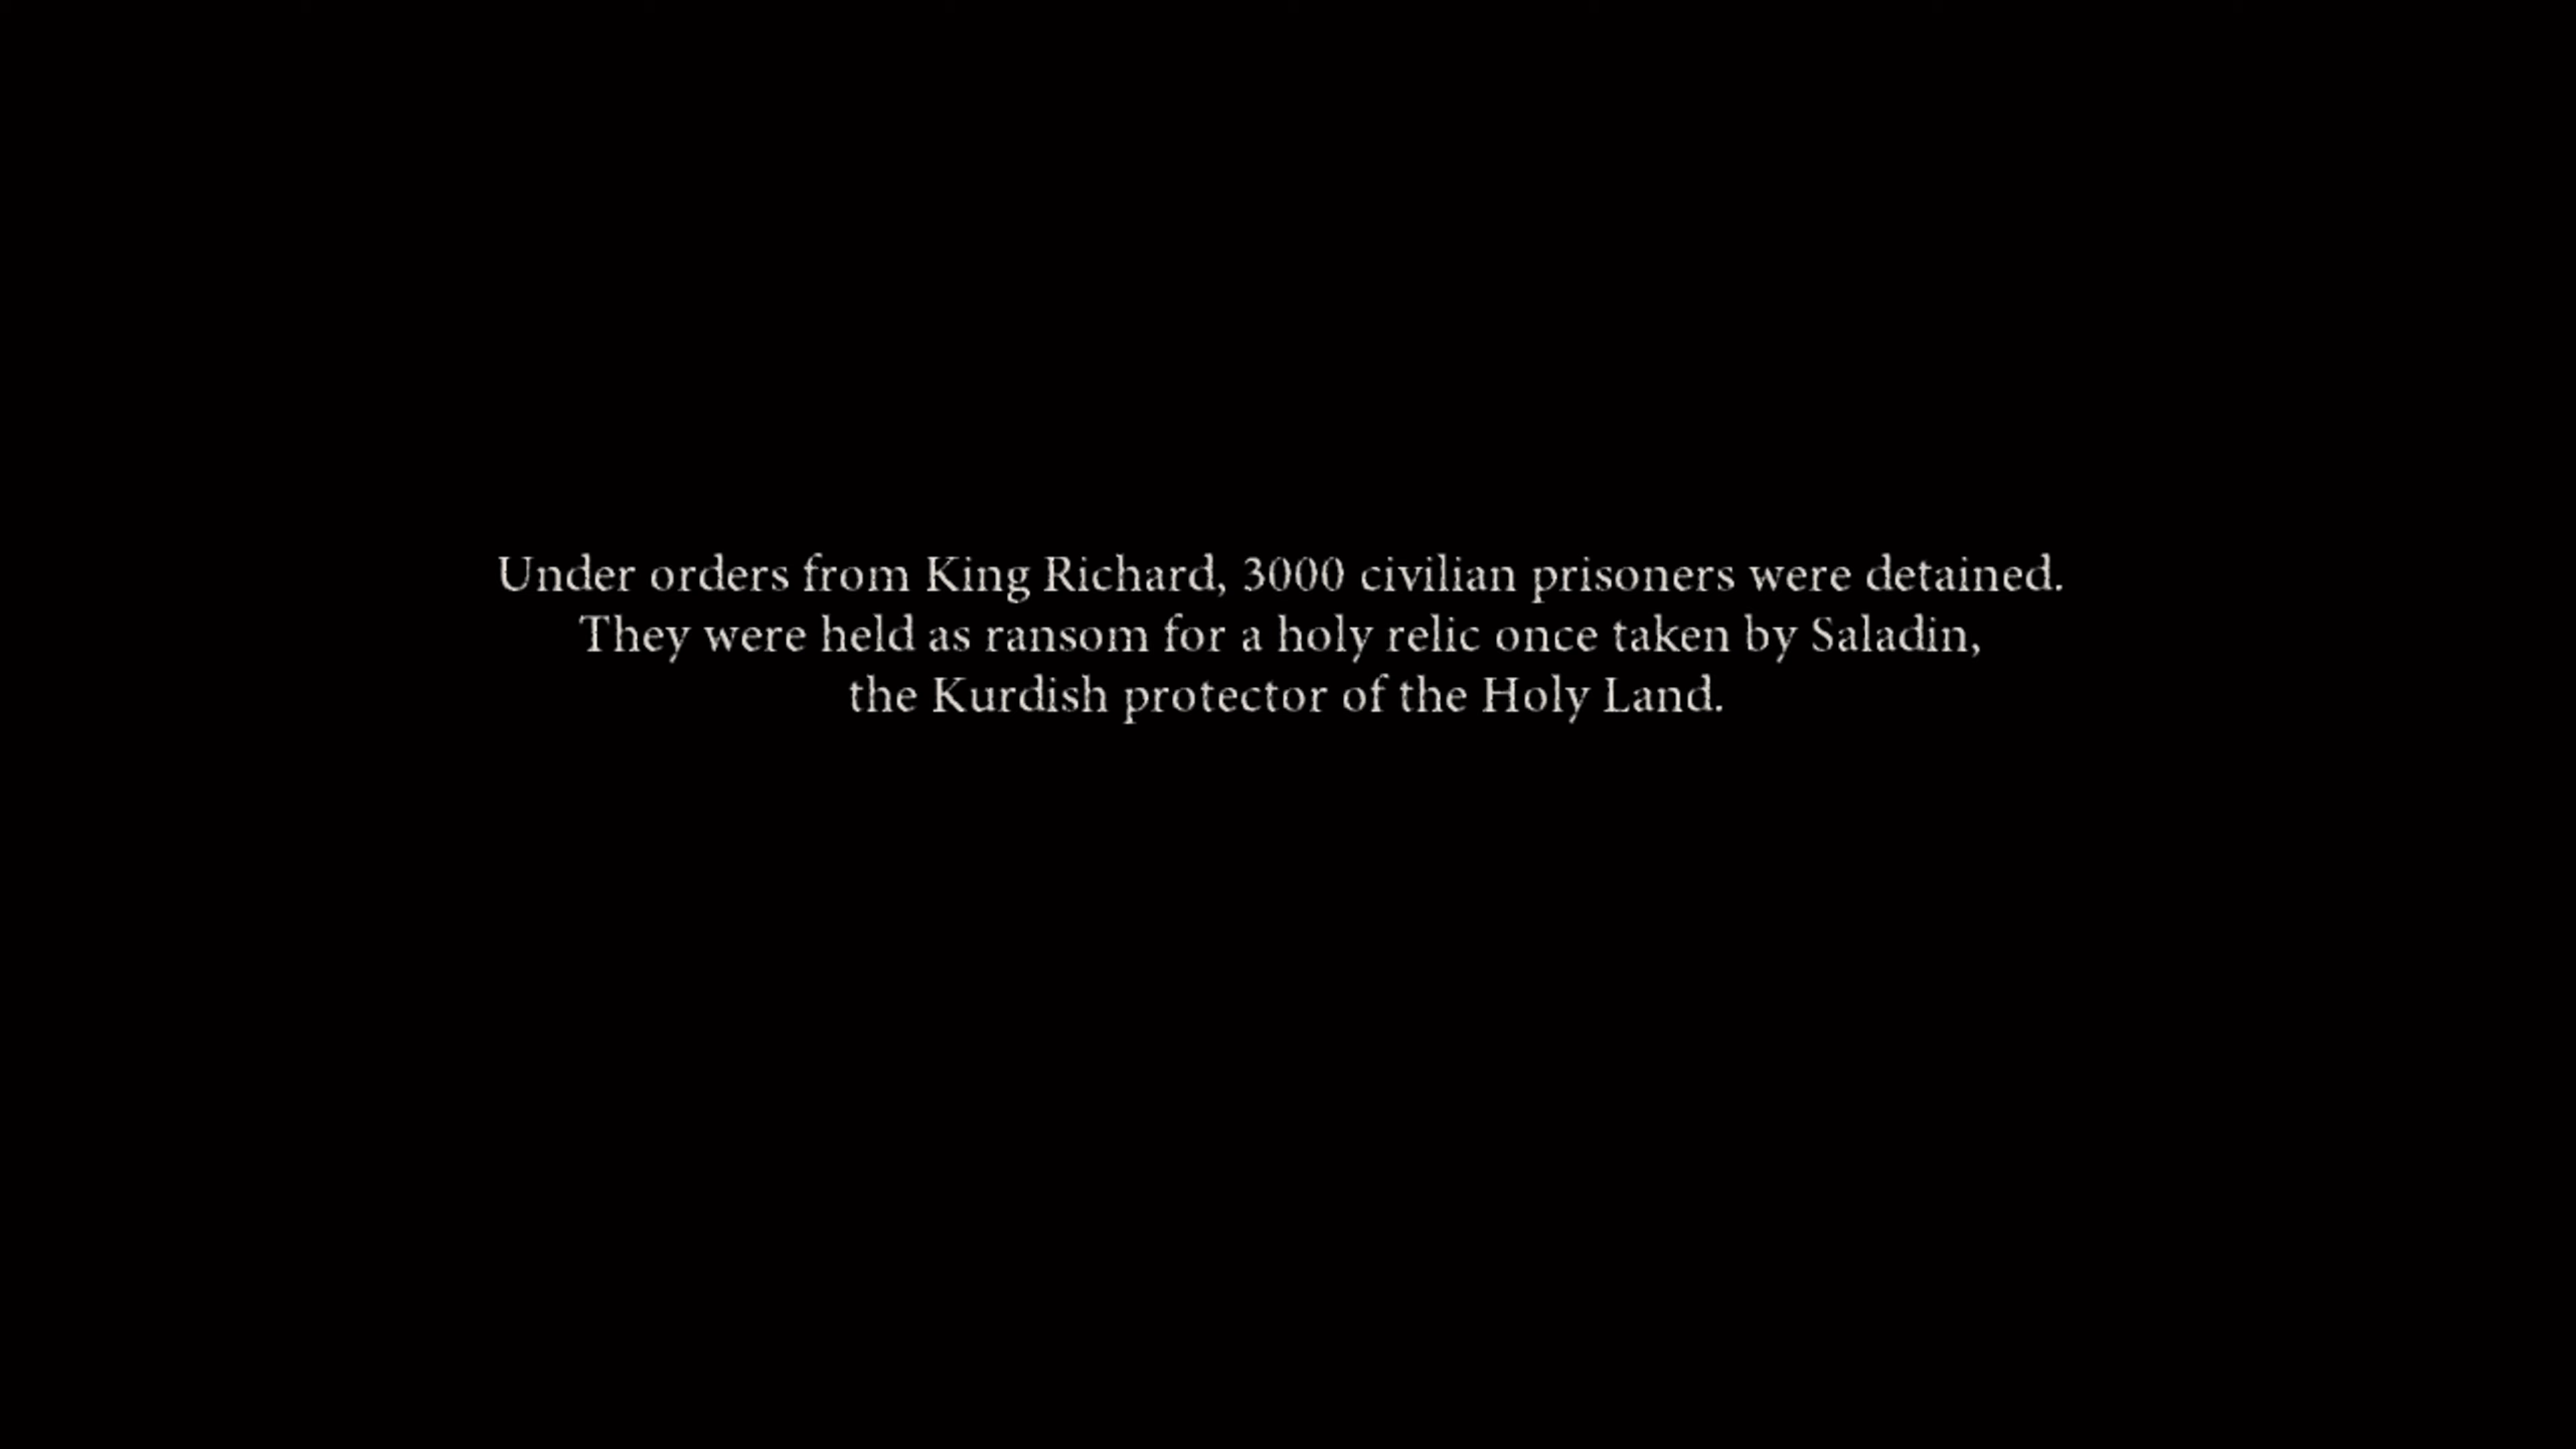 Under orders from King Richard, 3000 civilian prisoners were detained.
They were held as ransom for a holy relic once taken by Saladin,
the Kurdish protector of the Holy Land.